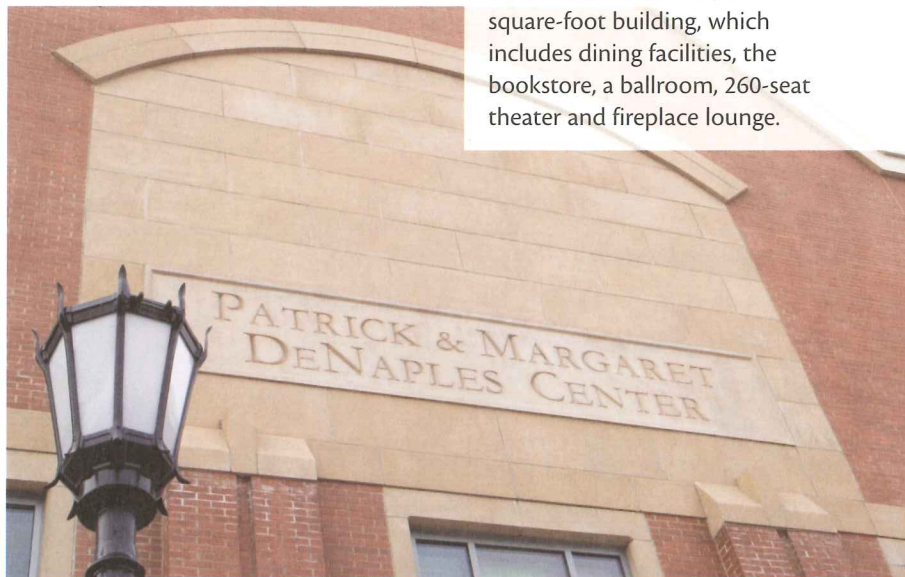 square-foot building, which
includes dining facilities, the
bookstore, a ballroom, 260-seat
theater and fireplace lounge.
PATRICK & MARGARET
DENAPLES CENTER